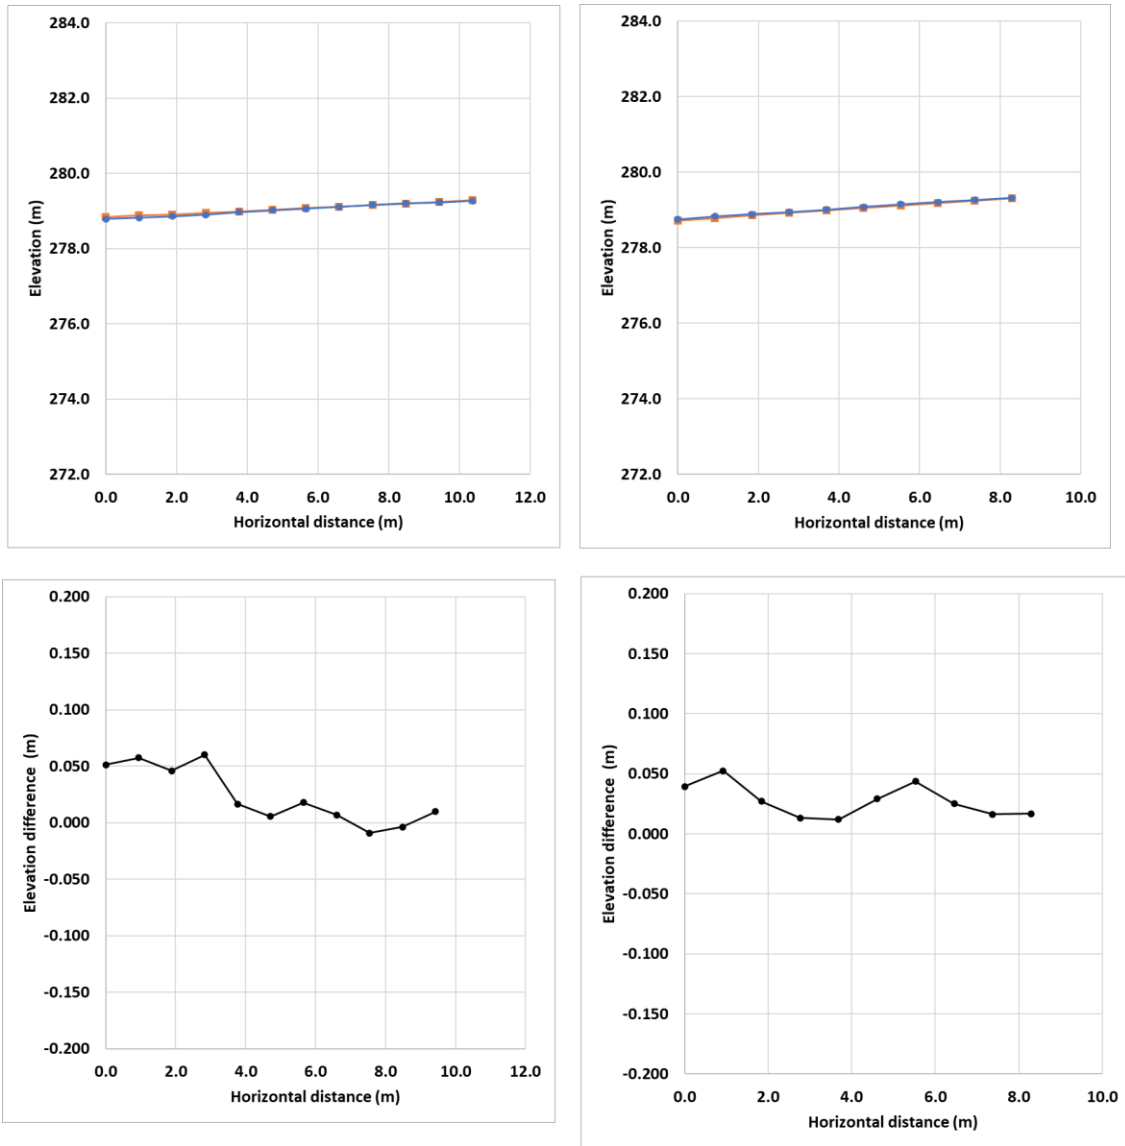 284.0
282.0
280.0
278.0
276.0
274.0
272.0
Elevation (m)
0.0 2.0 4.0 6.0 8.0 10.0 12.0
Horizontal distance (m)
284.0
282.0
280.0
278.0
276.0
274.0
272.0
Elevation (m)
0.0 2.0 4.0 6.0 8.0 10.0
Horizontal distance (m)
0.200
0.150
0.100
0.050
0.000
-0.050
-0.100
-0.150
-0.200
Elevation difference (m)
0.0 2.0 4.0 6.0 8.0 10.0 12.0
Horizontal distance (m)
0.200
0.150
0.100
0.050
0.000
-0.050
-0.100
-0.150
-0.200
Elevation difference (m)
0.0 2.0 4.0 6.0 8.0 10.0
Horizontal distance (m)